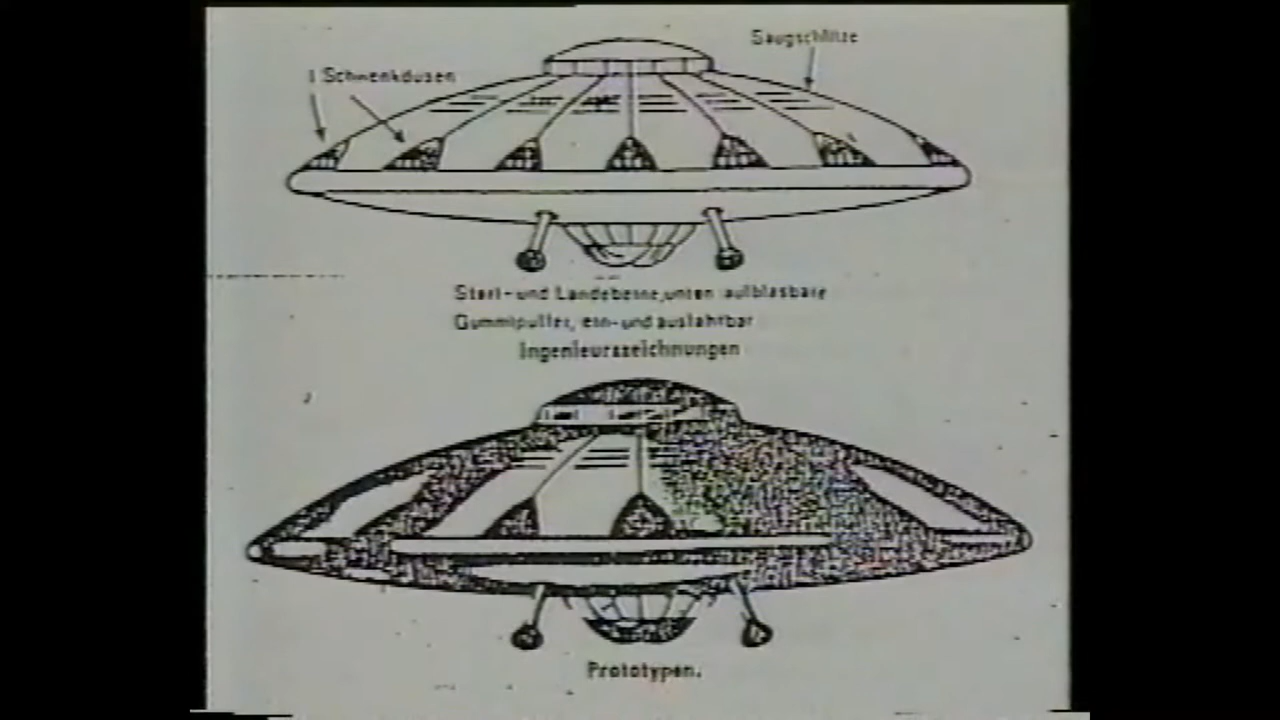 Saugschlitze
Schwenkdüsen
Start- und Landebeine, unten aufblasbare
Gummipuffer, ein- und ausfahrbar
Ingenieurszeichnungen
Prototypen.